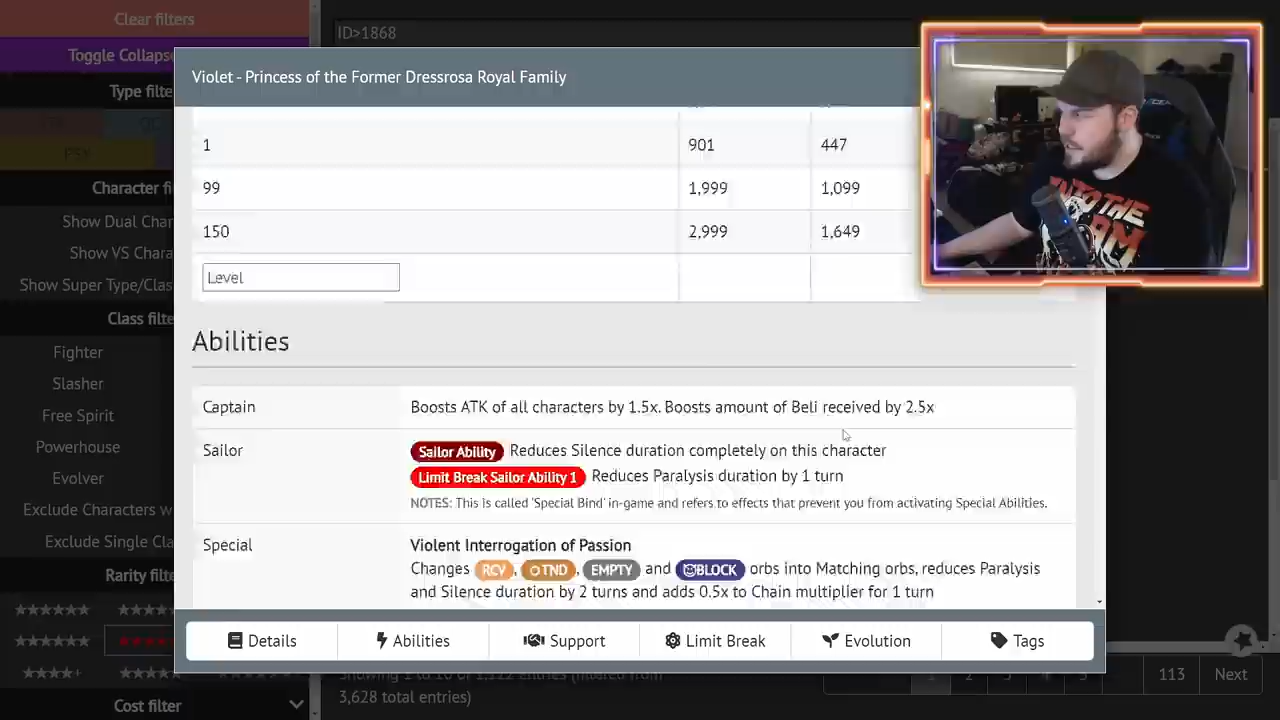 Clear filters
ID>1868
Toggle Collaps
Violet - Princess of the Former Dressrosa Royal Family
Type filte
PSY
1 901 447
99 1,999 1,099
150 2,999 1,649
Level
Character fi
Show Dual Char
Show VS Chara
Show Super Type/Clas
Class filte
Fighter
Slasher
Free Spirit
Powerhouse
Evolver
Exclude Characters w
Exclude Single Cla
Rarity filte
Cost filter
Abilities
Captain Boosts ATK of all characters by 1.5x. Boosts amount of Beli received by 2.5x
Sailor Sailor Ability Reduces Silence duration completely on this character
Limit Break Sailor Ability 1 Reduces Paralysis duration by 1 turn
NOTES: This is called 'Special Bind' in-game and refers to effects that prevent you from activating Special Abilities.
Special Violent Interrogation of Passion
Changes RCV, TND, EMPTY and BLOCK orbs into Matching orbs, reduces Paralysis
and Silence duration by 2 turns and adds 0.5x to Chain multiplier for 1 turn
Details Abilities Support Limit Break Evolution Tags
3,628 total entries)
113 Next
INTO THE